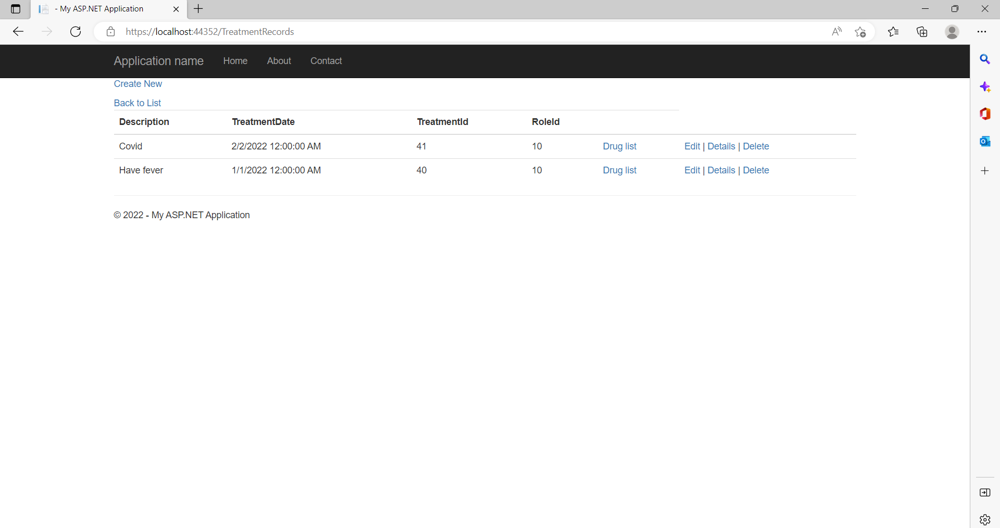 - My ASP.NET Application
https://localhost:44352/TreatmentRecords
Application name Home About Contact
Create New
Back to List
Description TreatmentDate TreatmentId RoleId
Covid 2/2/2022 12:00:00 AM 41 10 Drug list Edit | Details | Delete
Have fever 1/1/2022 12:00:00 AM 40 10 Drug list Edit | Details | Delete
© 2022 - My ASP.NET Application